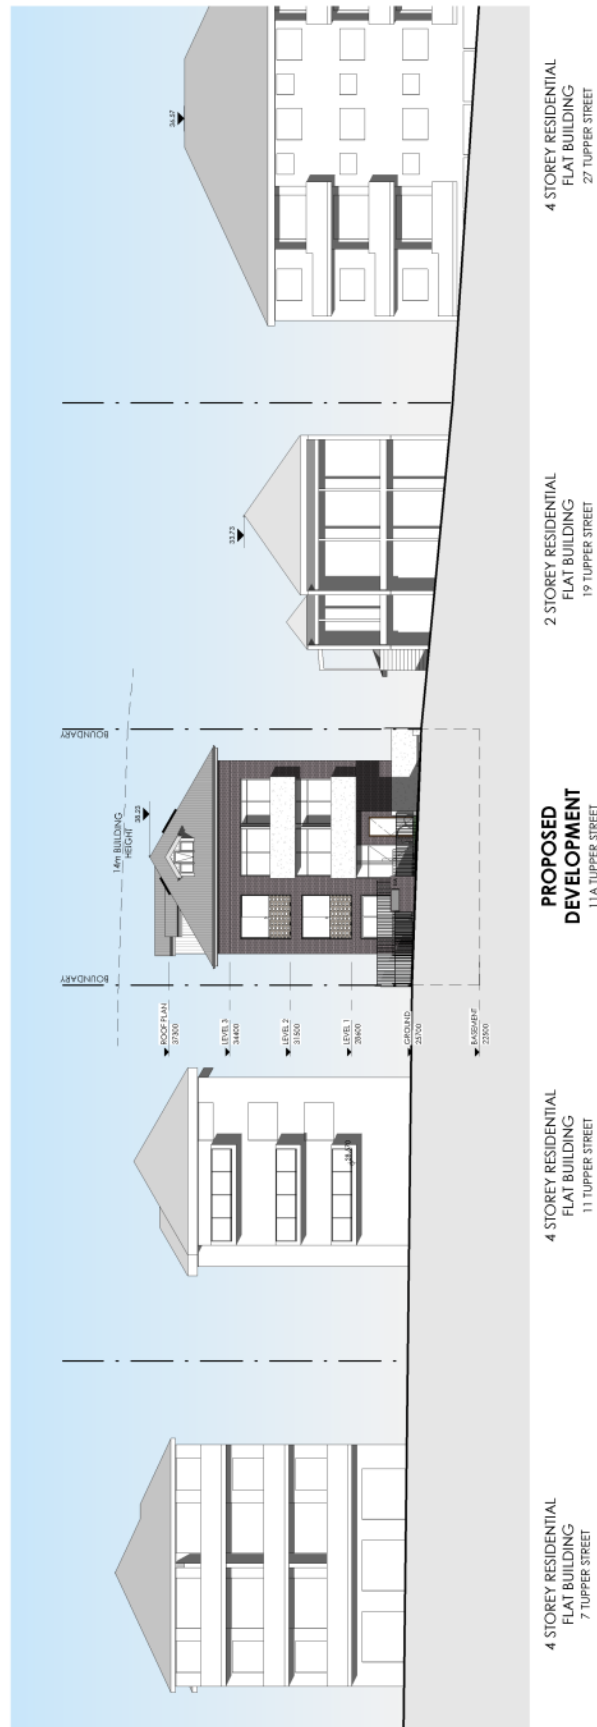 14m BUILDING
HEIGHT
BOUNDARY
BOUNDARY
38.23
33.73
36.57
ROOF PLAN
37300
LEVEL 3
34400
LEVEL 2
31500
LEVEL 1
28600
GROUND
25700
BASEMENT
22500
4 STOREY RESIDENTIAL
FLAT BUILDING
7 TUPPER STREET
4 STOREY RESIDENTIAL
FLAT BUILDING
11 TUPPER STREET
PROPOSED
DEVELOPMENT
11A TUPPER STREET
2 STOREY RESIDENTIAL
FLAT BUILDING
19 TUPPER STREET
4 STOREY RESIDENTIAL
FLAT BUILDING
27 TUPPER STREET